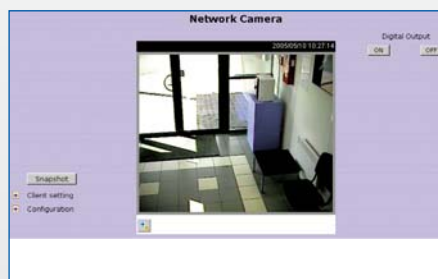 Network Camera
2005/05/10 10:27:14
Digital Output
ON OFF
Snapshot
Client setting
Configuration